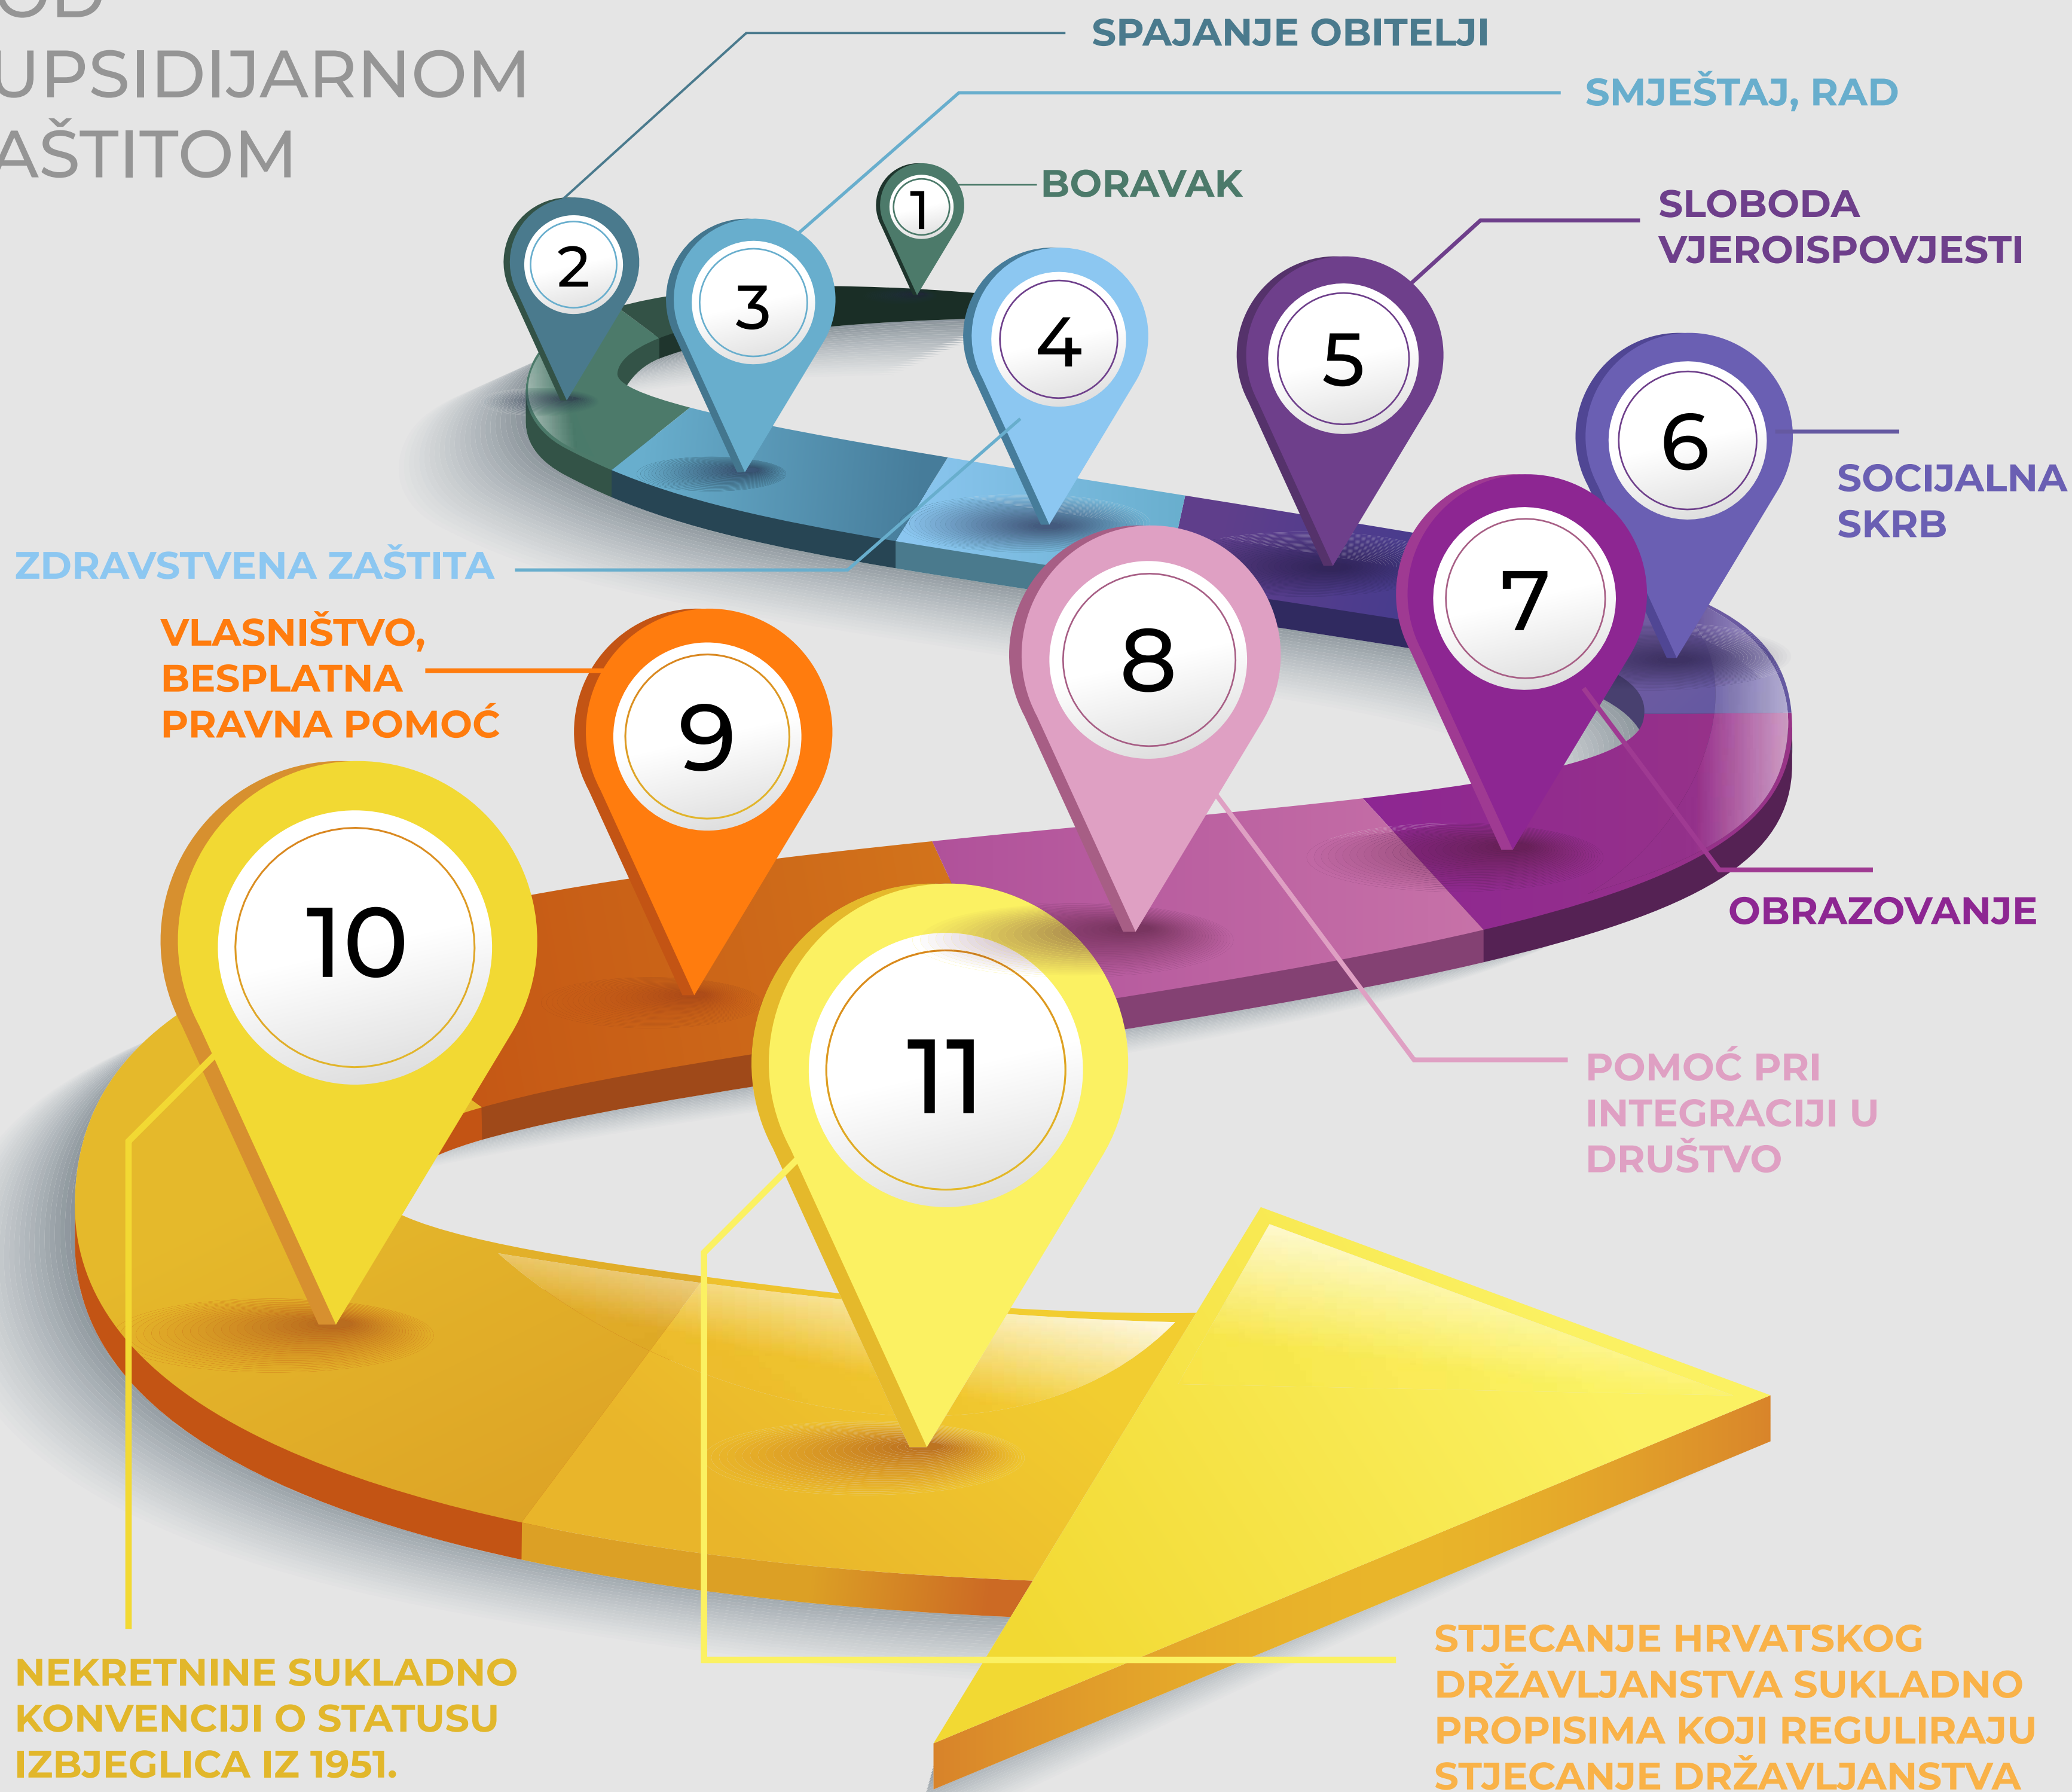 UPSIDIJARNOM
AŠTITOM
SPAJANJE OBITELJI
SMJEŠTAJ, RAD
BORAVAK
SLOBODA
VJEROISPOVJESTI
1
2
3
4
5
6
SOCIJALNA
SKRB
ZDRAVSTVENA ZAŠTITA
VLASNIŠTVO,
BESPLATNA
PRAVNA POMOĆ
7
8
9
OBRAZOVANJE
10
11
POMOĆ PRI
INTEGRACIJI U
DRUŠTVO
NEKRETNINE SUKLADNO
KONVENCIJI O STATUSU
IZBJEGLICA IZ 1951.
STJECANJE HRVATSKOG
DRŽAVLJANSTVA SUKLADNO
PROPISIMA KOJI REGULIRAJU
STJECANJE DRŽAVLJANSTVA